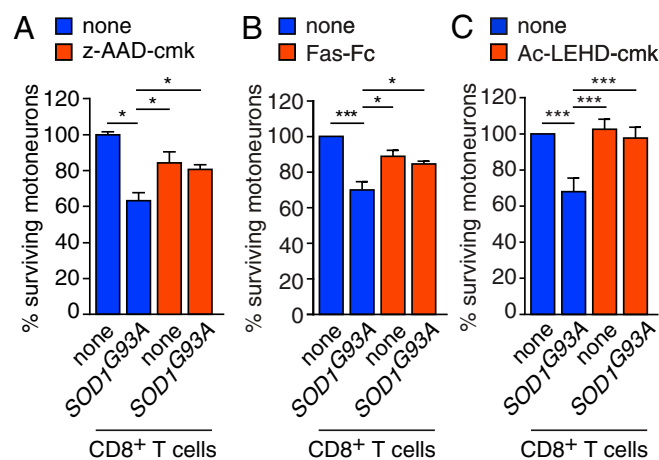 A
none
z-AAD-cmk
% surviving motoneurons
120
100
80
60
40
20
0
*
*
*
none
SOD1G93A
none
SOD1G93A
CD8+ T cells
B
none
Fas-Fc
% surviving motoneurons
120
100
80
60
40
20
0
*
*
***
none
SOD1G93A
none
SOD1G93A
CD8+ T cells
C
none
Ac-LEHD-cmk
% surviving motoneurons
120
100
80
60
40
20
0
***
***
***
none
SOD1G93A
none
SOD1G93A
CD8+ T cells